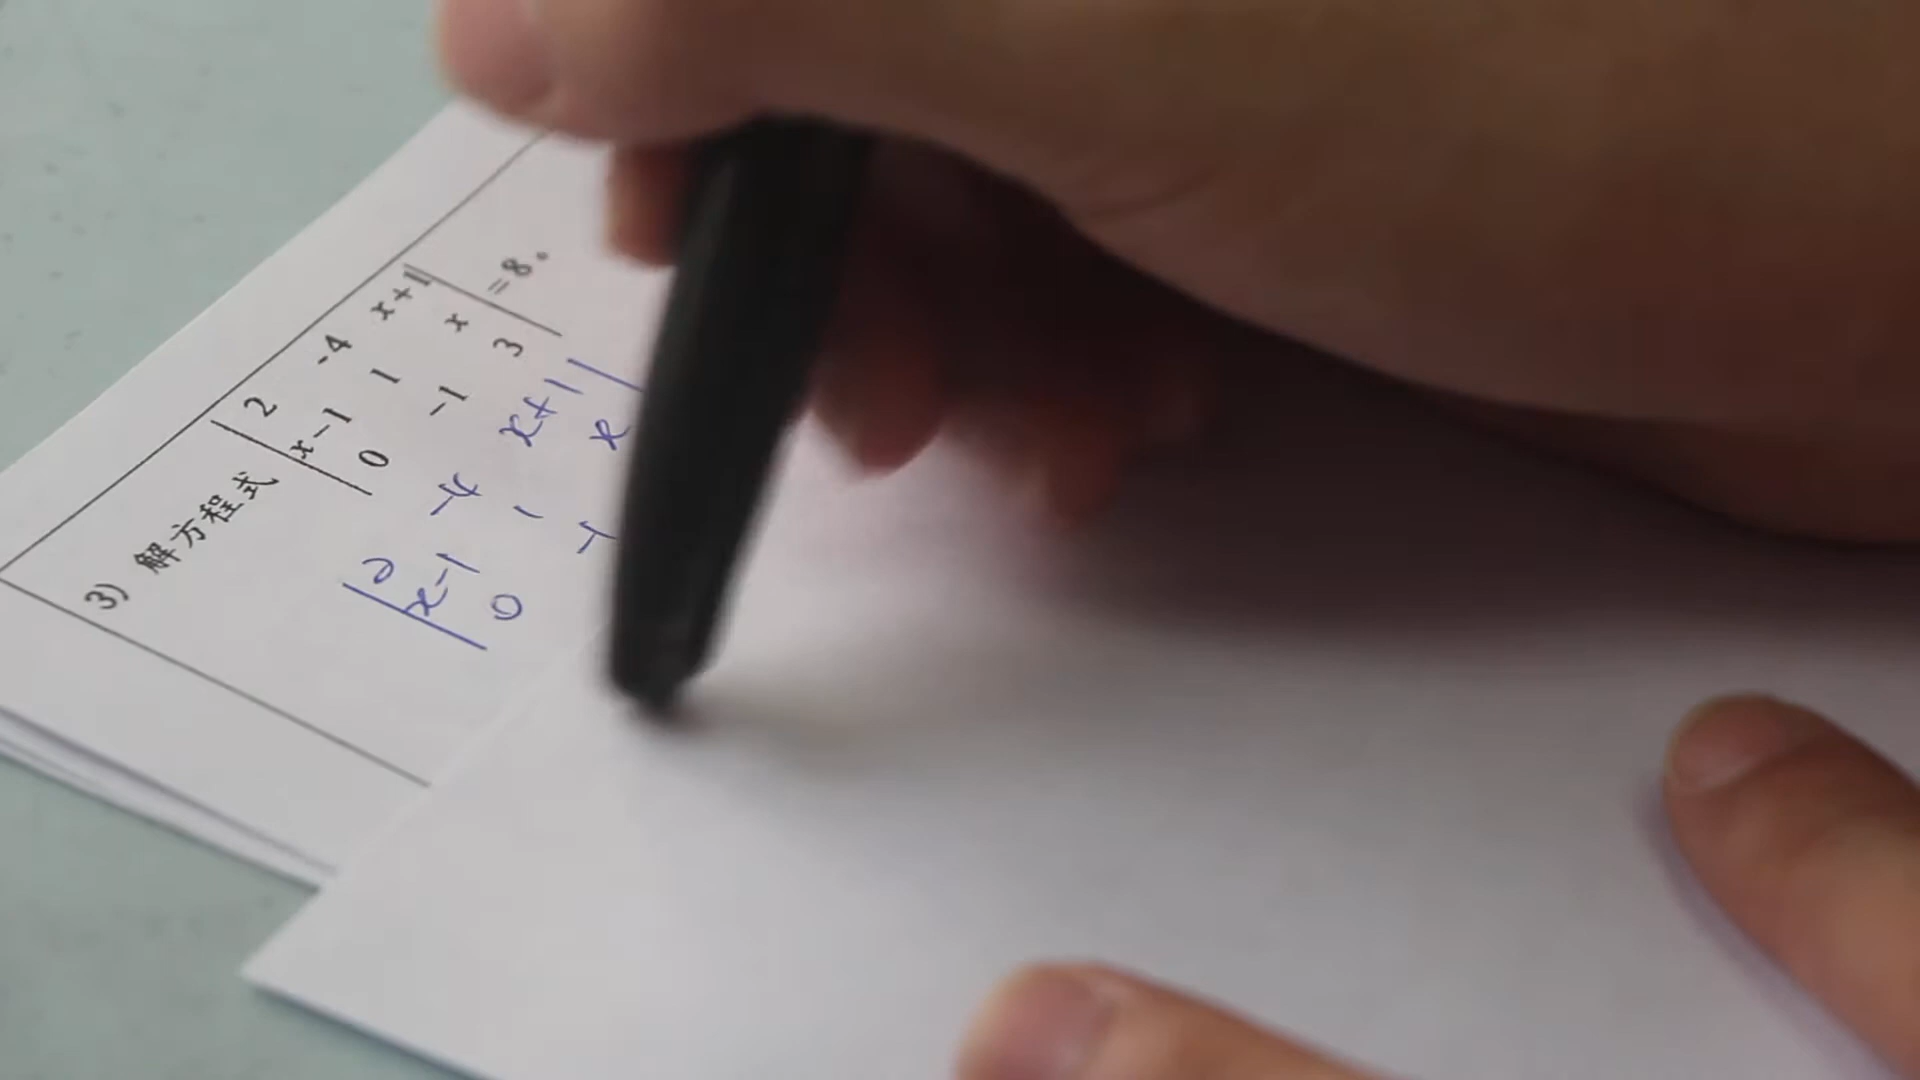 3) 解方程式 | 2 -4 x+1 |
x-1 1 x
0 -1 3 =8。
| 2 -4 x+1 |
x-1 1 x
0 -1